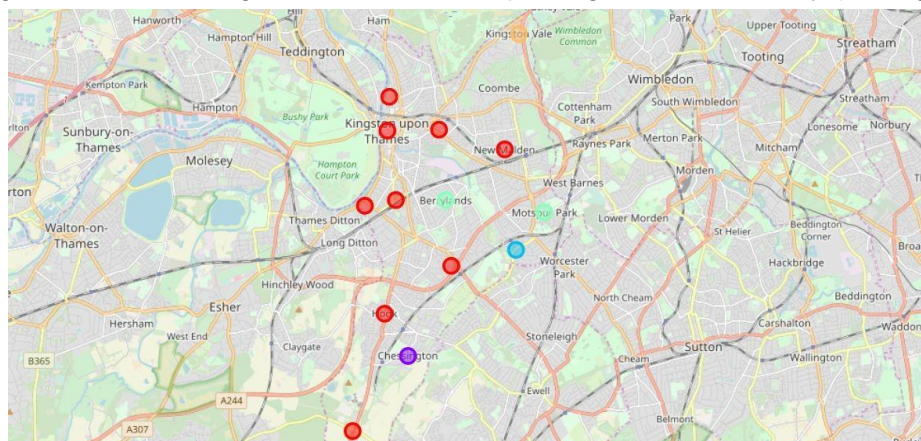 Hanworth
Ham
Kingston Vale
Wimbledon
Common
Park
Upper Tooting
Hampton Hill
Teddington
Streatham
Tooting
Wimbledon
Kempton Park
Coombe
Hampton
Cottenham
Park
South Wimbledon
Streatham
Bushy Park
Kingston upon
Thames
Sunbury-on-
Thames
Lonesome
Norbury
Merton Park
Raynes Park
Mitcham
Molesey
Hampton
Court Park
Morden
West Barnes
Berrylands
Motspur Park
Lower Morden
Thames Ditton
Walton-on-
Thames
Long Ditton
St Helier
Beddington
Corner
Worcester
Park
Hackbridge
Hinchley Wood
North Cheam
Beddington
Esher
Hersham
Carshalton
West End
Stoneleigh
Claygate
Sutton
B365
Cheam
Wallington
Ewell
A244
Belmont
A307